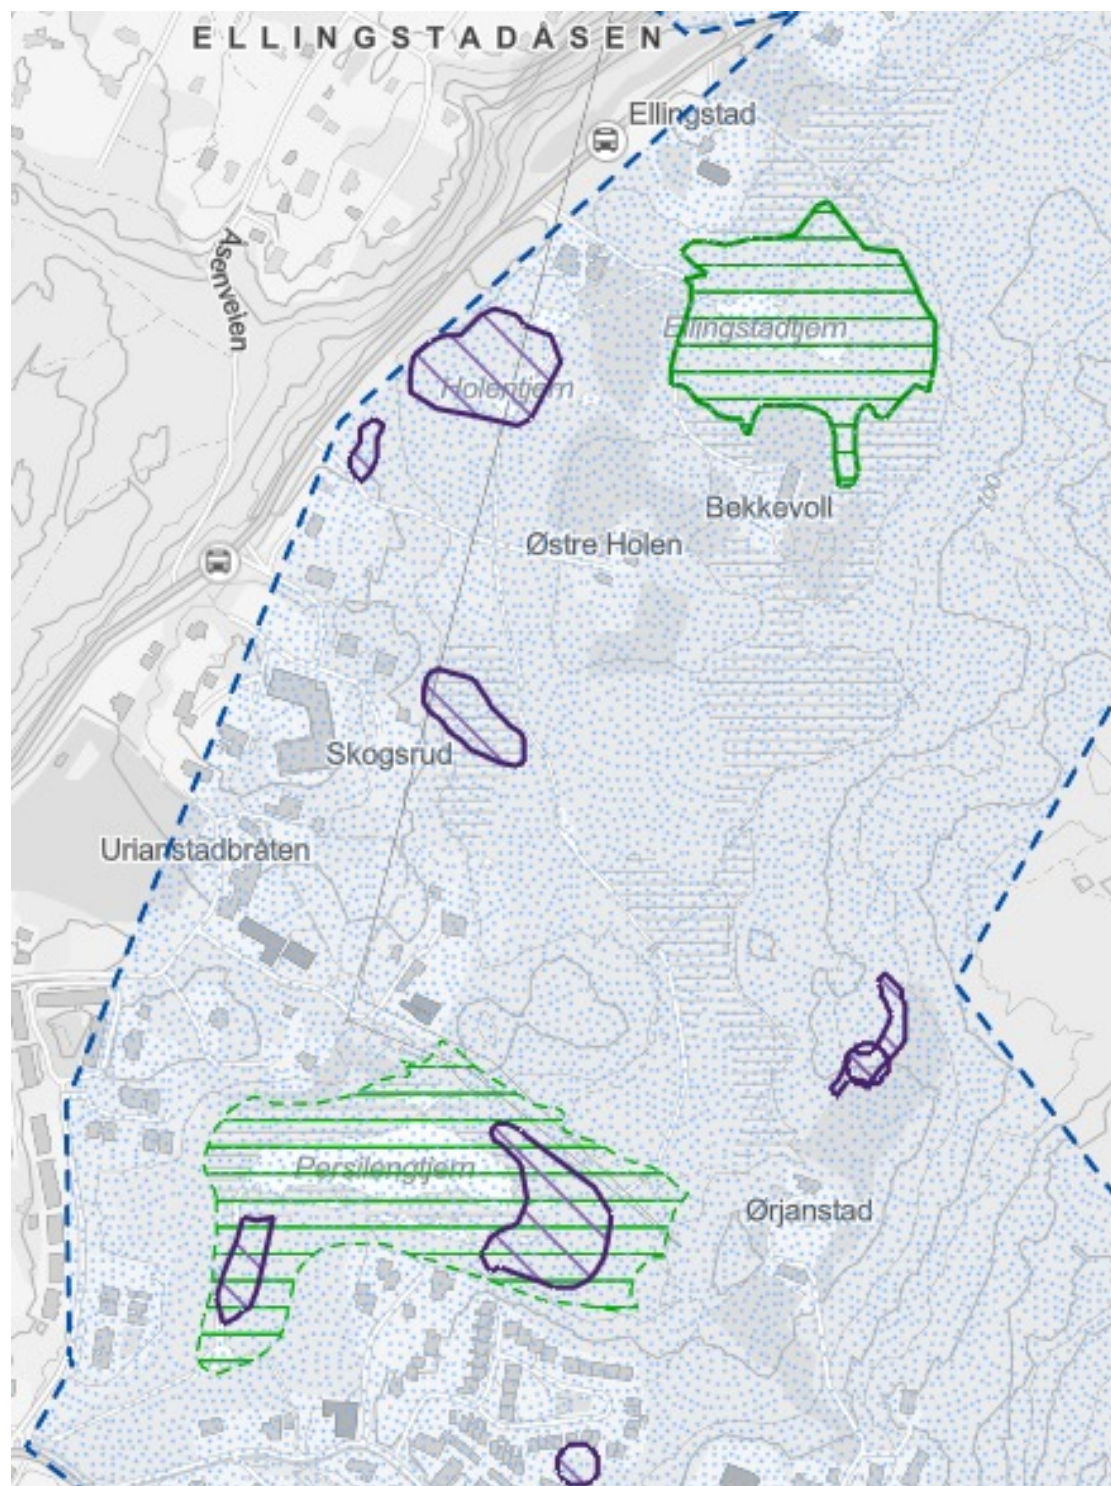 ELLINGSTADÅSEN
Ellingstad
Åsenveien
Ellingstadtjern
Holentjern
100
Bekkevoll
Østre Holen
Skogsrud
Urianstadbråten
Persilengtjern
Ørjanstad